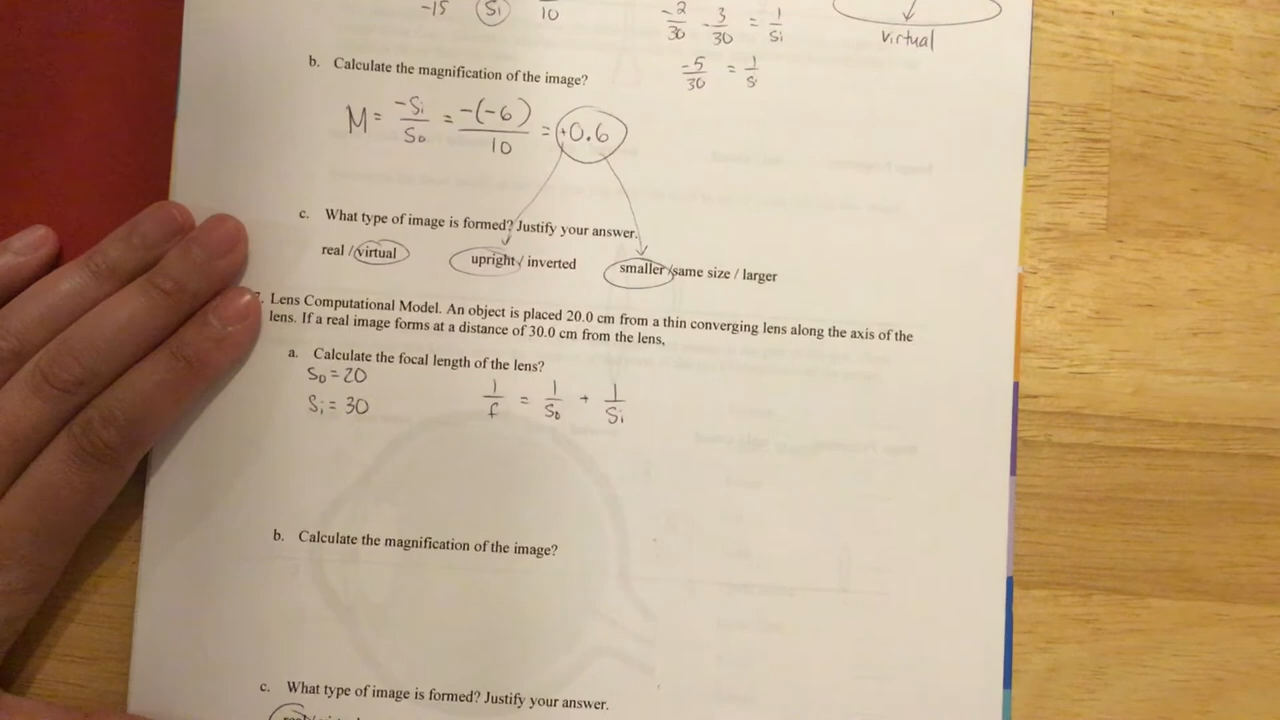 -15 Si 10
-2/30 - 3/30 = 1/Si
virtual
-5/30 = 1/Si
b. Calculate the magnification of the image?
M = -Si/So = -(-6)/10 = +0.6
c. What type of image is formed? Justify your answer.
real / virtual upright / inverted smaller / same size / larger
. Lens Computational Model. An object is placed 20.0 cm from a thin converging lens along the axis of the
lens. If a real image forms at a distance of 30.0 cm from the lens,
a. Calculate the focal length of the lens?
So = 20
Si = 30
1/f = 1/So + 1/Si
b. Calculate the magnification of the image?
c. What type of image is formed? Justify your answer.